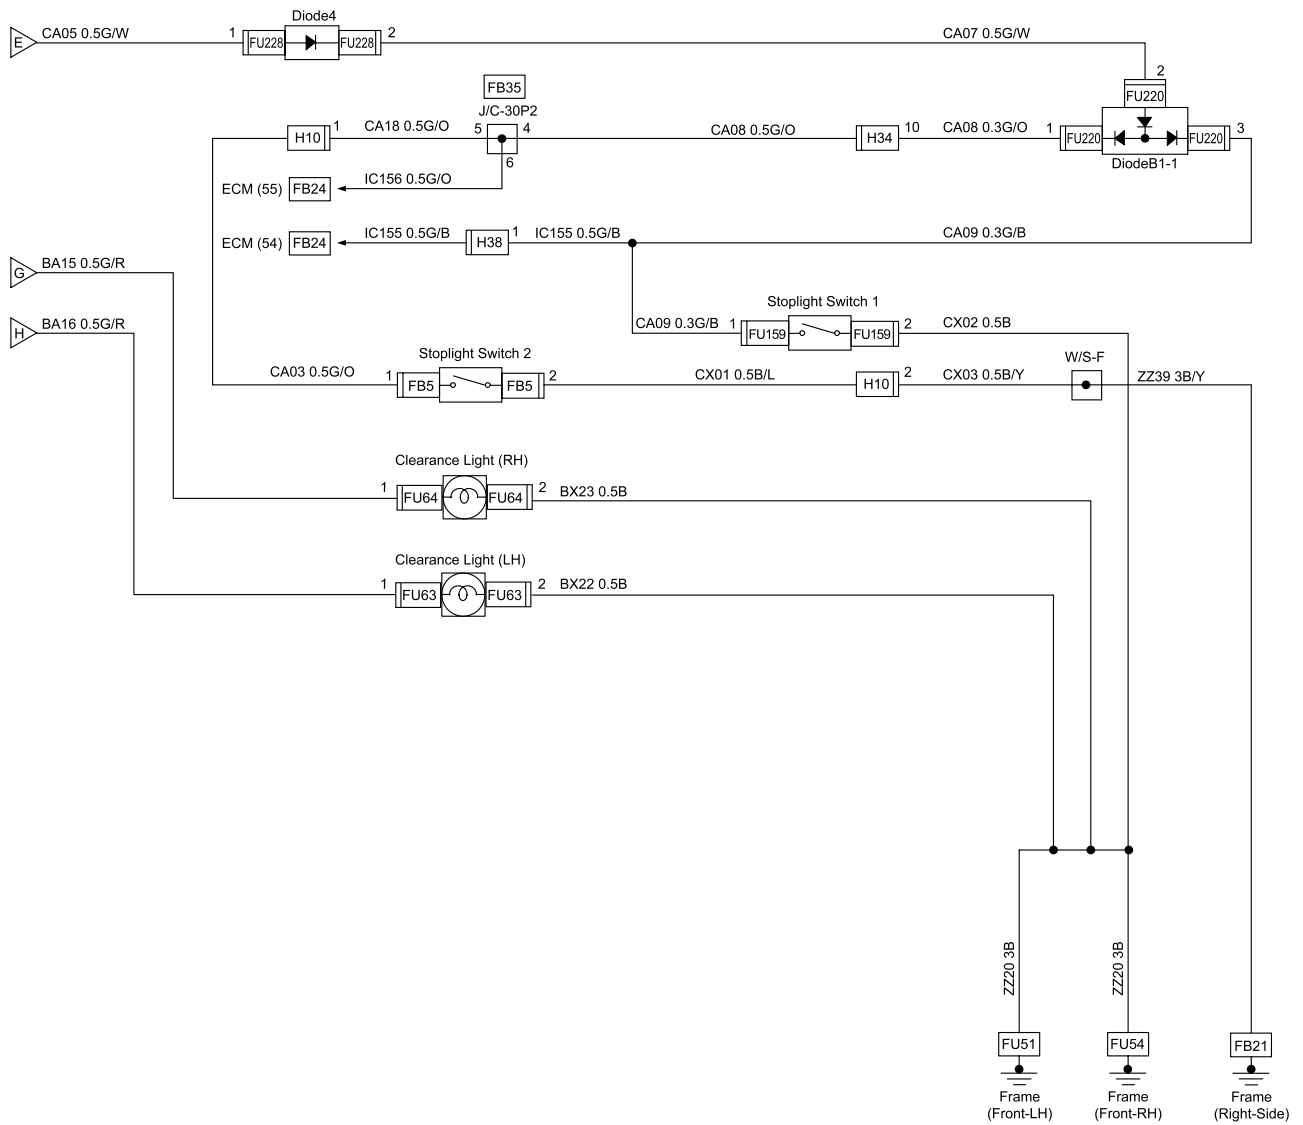 Diode4
E
CA05 0.5G/W
1
FU228
FU228
2
CA07 0.5G/W
2
FU220
FB35
J/C-30P2
H10
1
CA18 0.5G/O
5
4
6
CA08 0.5G/O
H34
10
CA08 0.3G/O
1
FU220
FU220
3
DiodeB1-1
ECM (55)
FB24
IC156 0.5G/O
ECM (54)
FB24
IC155 0.5G/B
H38
1
IC155 0.5G/B
CA09 0.3G/B
G
BA15 0.5G/R
H
BA16 0.5G/R
Stoplight Switch 1
CA09 0.3G/B
1
FU159
FU159
2
CX02 0.5B
Stoplight Switch 2
CA03 0.5G/O
1
FB5
FB5
2
CX01 0.5B/L
H10
2
CX03 0.5B/Y
W/S-F
ZZ39 3B/Y
Clearance Light (RH)
1
FU64
FU64
2
BX23 0.5B
Clearance Light (LH)
1
FU63
FU63
2
BX22 0.5B
ZZ20 3B
ZZ20 3B
FU51
FU54
FB21
Frame
(Front-LH)
Frame
(Front-RH)
Frame
(Right-Side)